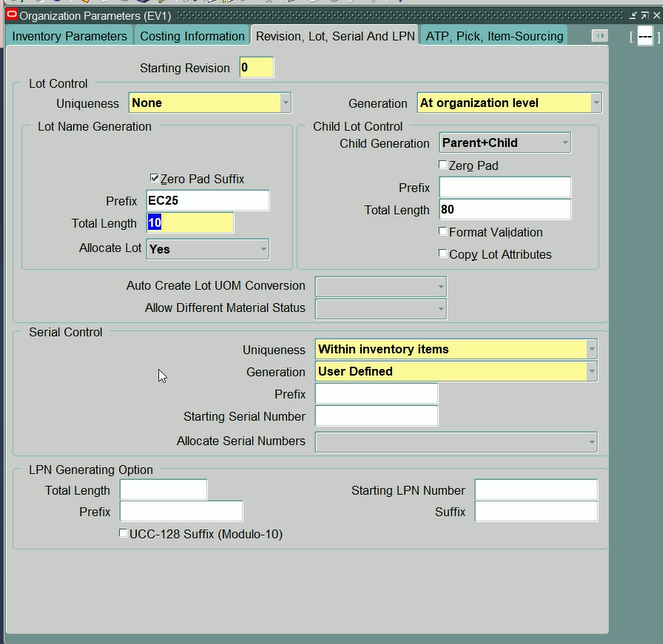 Organization Parameters (EV1)
Inventory Parameters Costing Information Revision, Lot, Serial And LPN ATP, Pick, Item-Sourcing [ --- ]
Starting Revision 0
Lot Control
Uniqueness None Generation At organization level
Lot Name Generation Child Lot Control
Child Generation Parent+Child
Zero Pad Suffix Zero Pad
Prefix EC25 Prefix
Total Length 10 Total Length 80
Format Validation
Allocate Lot Yes Copy Lot Attributes
Auto Create Lot UOM Conversion
Allow Different Material Status
Serial Control
Uniqueness Within inventory items
Generation User Defined
Prefix
Starting Serial Number
Allocate Serial Numbers
LPN Generating Option
Total Length Starting LPN Number
Prefix Suffix
UCC-128 Suffix (Modulo-10)